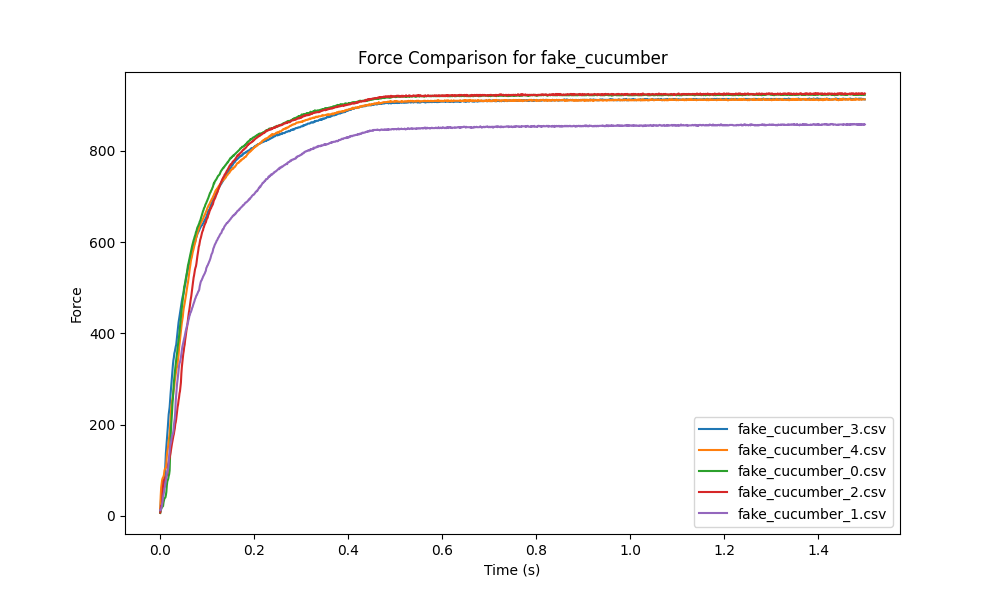 Force Comparison for fake_cucumber
Force
800
600
400
200
0
0.0 0.2 0.4 0.6 0.8 1.0 1.2 1.4
Time (s)
fake_cucumber_3.csv
fake_cucumber_4.csv
fake_cucumber_0.csv
fake_cucumber_2.csv
fake_cucumber_1.csv